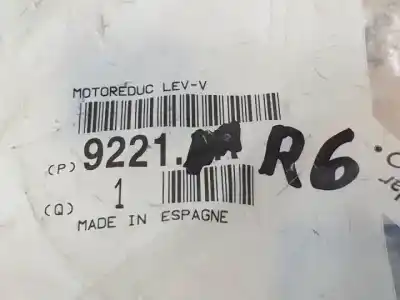 MOTOREDUC LEV-V
(P) 9221. R6
(Q) 1
MADE IN ESPAGNE